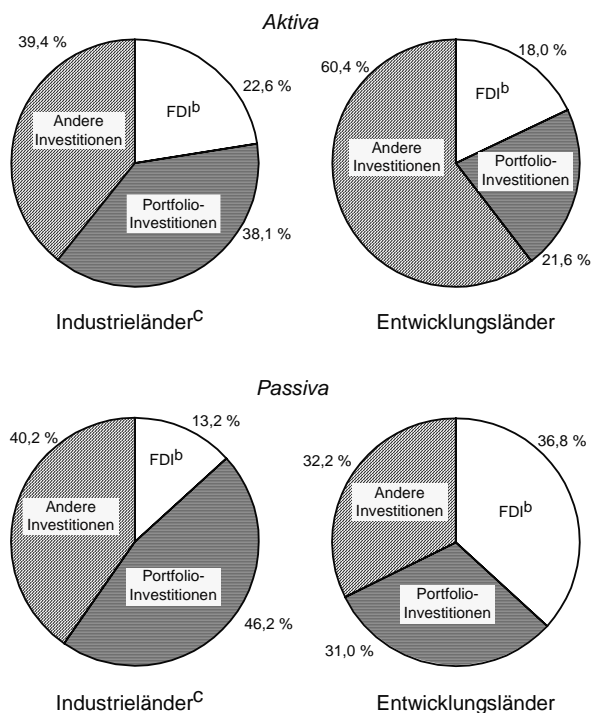 Aktiva
39,4 %
FDIb
22,6 %
Andere
Investitionen
Portfolio-
Investitionen
38,1 %
Industrieländerc
60,4 %
18,0 %
FDIb
Andere
Investitionen
Portfolio-
Investitionen
21,6 %
Entwicklungsländer
Passiva
40,2 %
13,2 %
FDIb
Andere
Investitionen
Portfolio-
Investitionen
46,2 %
Industrieländerc
32,2 %
36,8 %
Andere
Investitionen
FDIb
Portfolio-
Investitionen
31,0 %
Entwicklungsländer